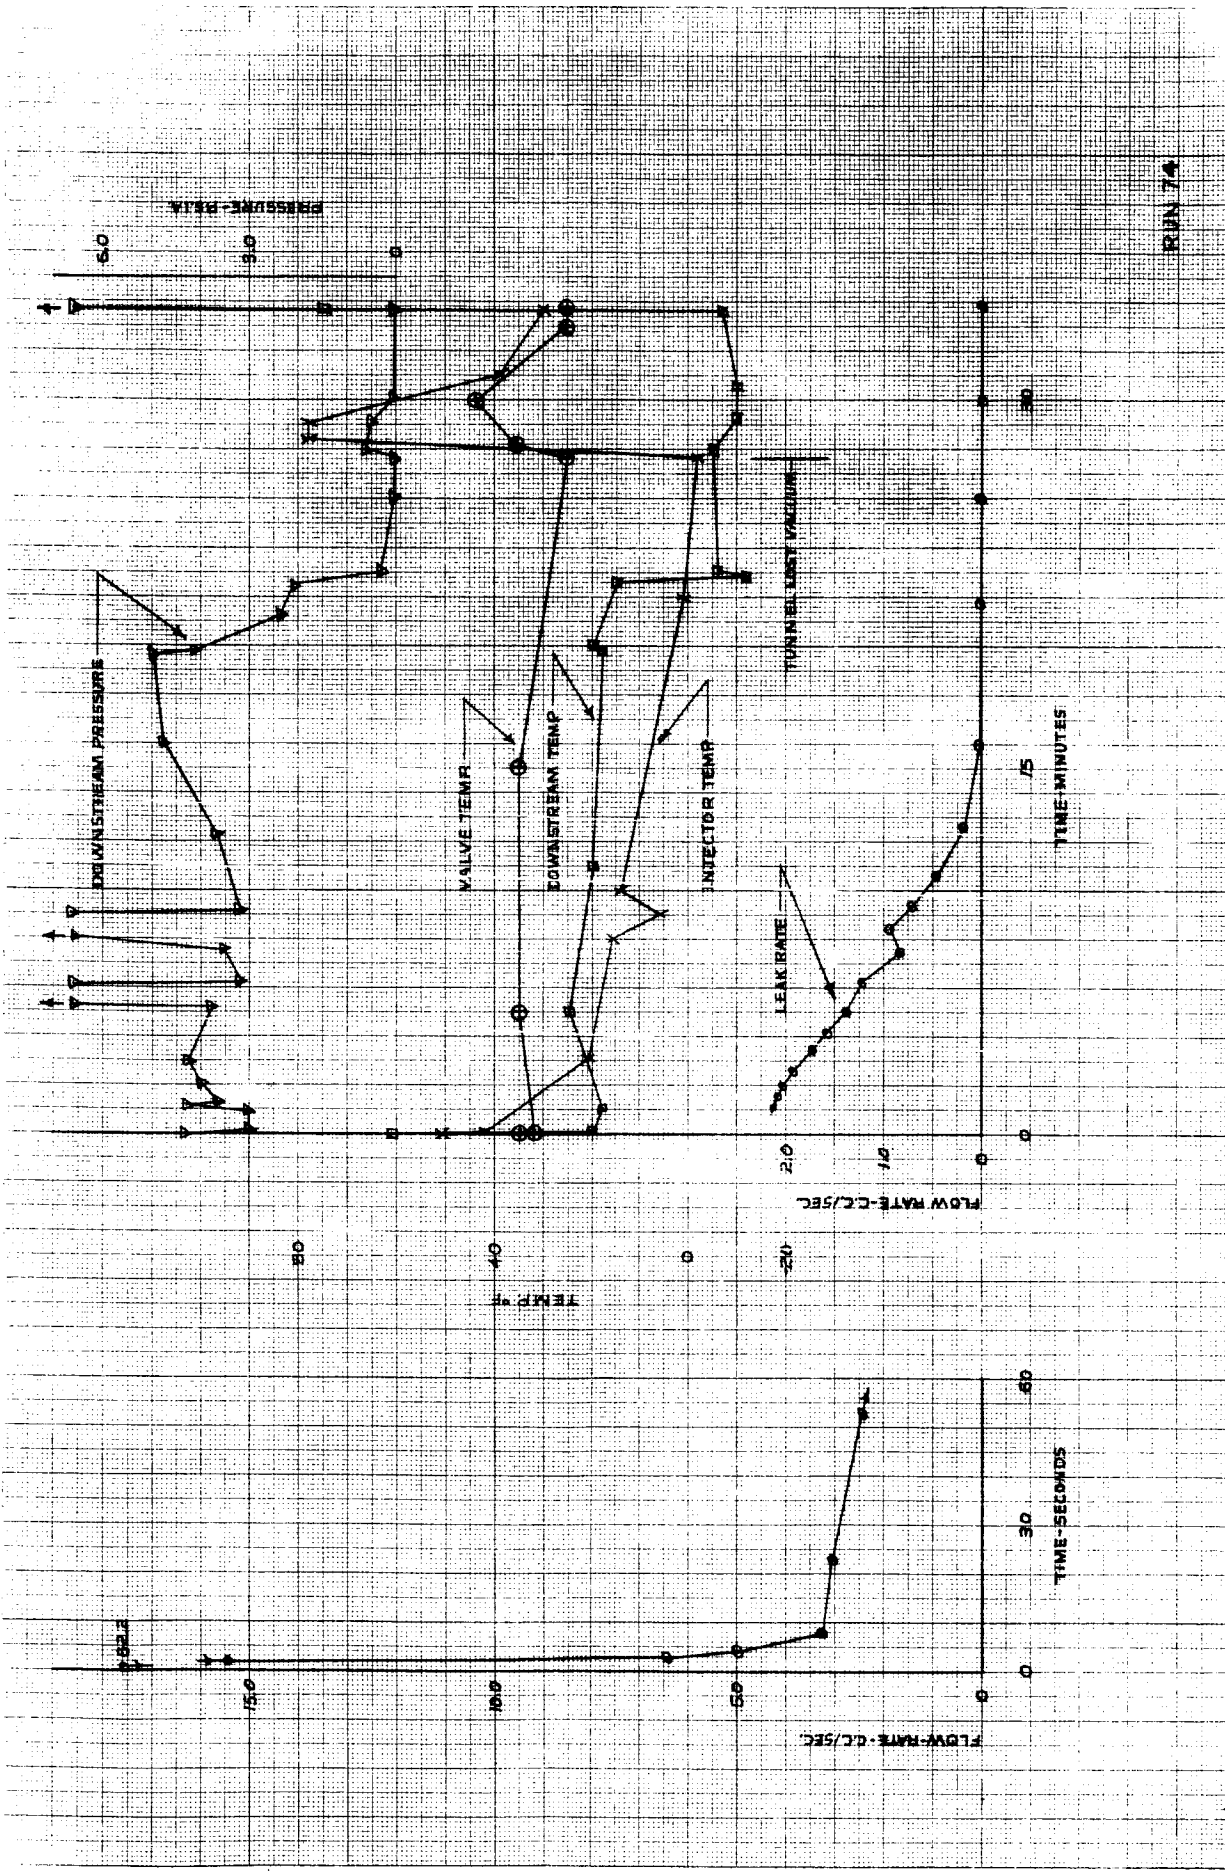 DOWNSTREAM PRESSURE
6.0
3.0
0
PRESSURE-PSIA
VALVE TEMP
DOWNSTREAM TEMP
INJECTOR TEMP
TUNNEL LOST VACUUM
80
40
0
-20
TEMP °F
LEAK RATE
2.0
1.0
0
FLOW RATE-C.C./SEC.
0
15
30
TIME-MINUTES
62.2
15.0
10.0
5.0
0
FLOW-RATE-C.C./SEC.
0
30
60
TIME-SECONDS
RUN 74